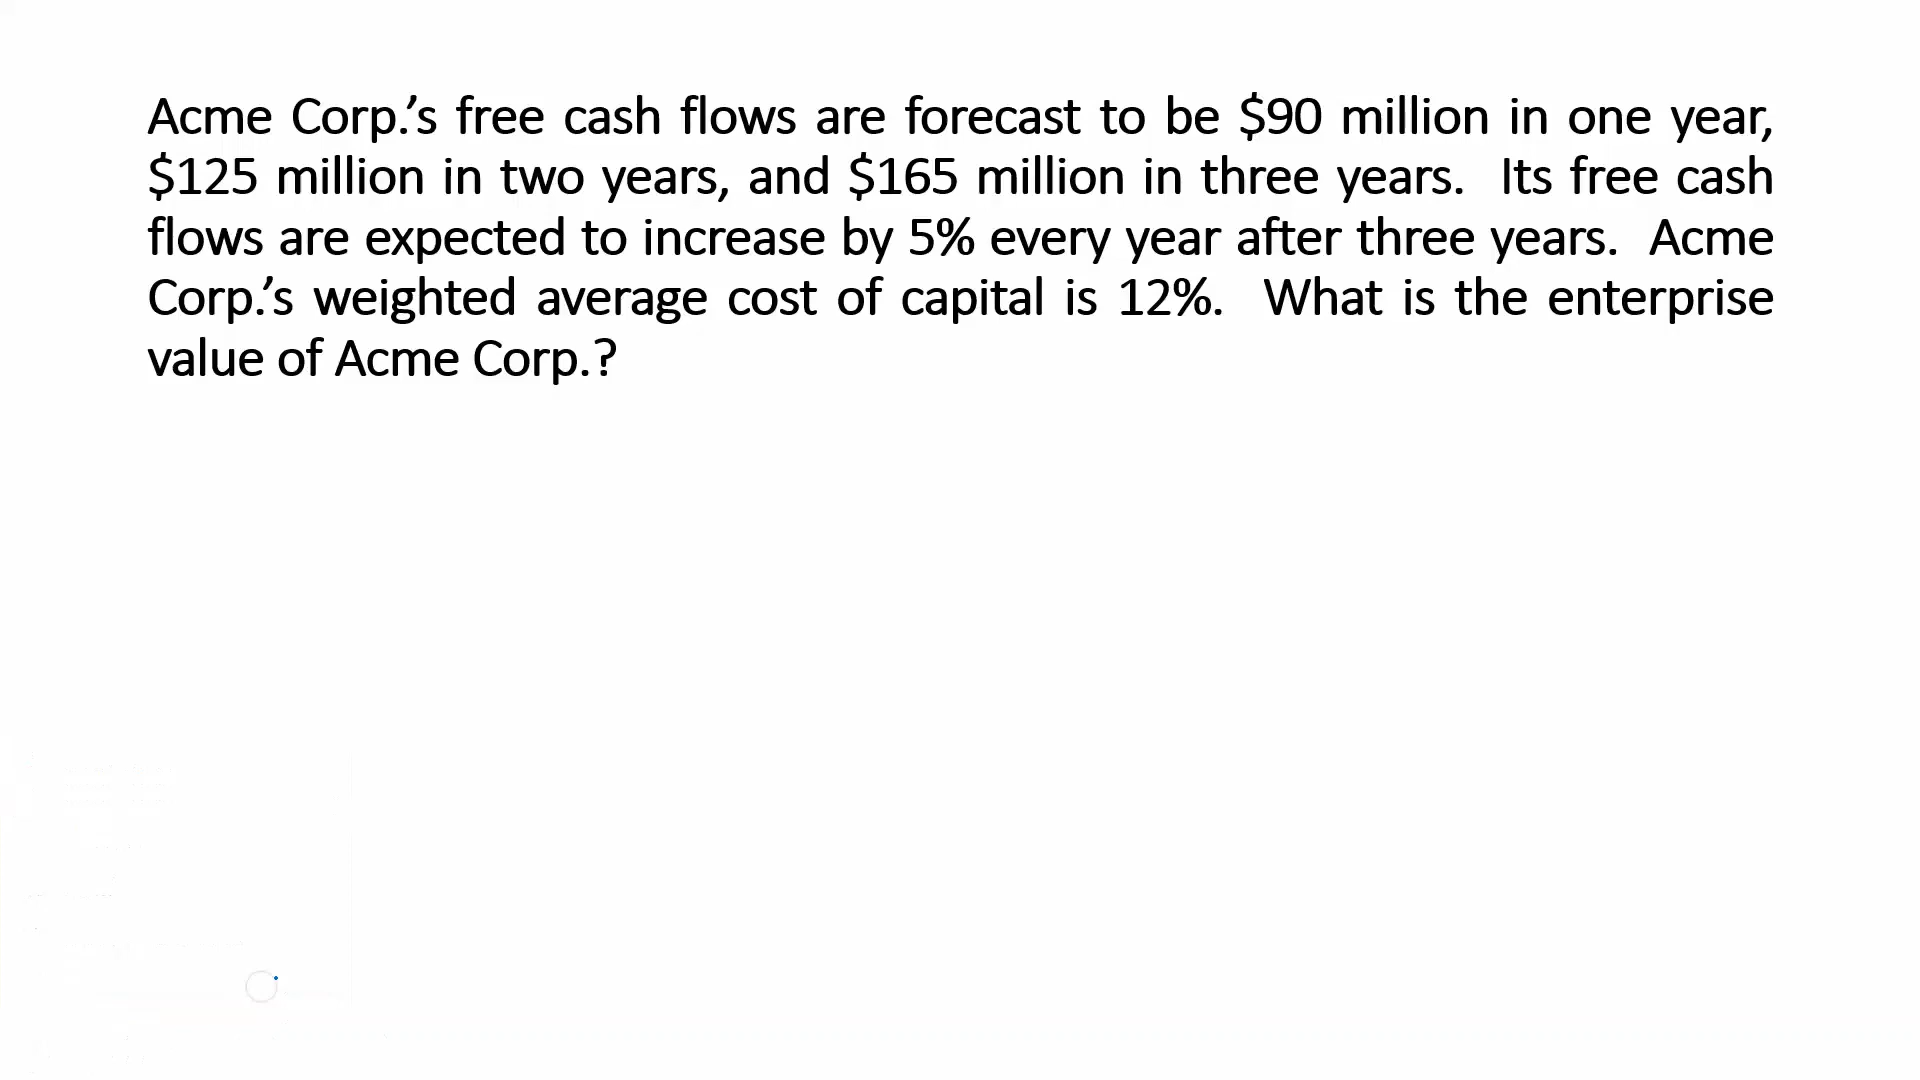 Acme Corp.’s free cash flows are forecast to be $90 million in one year,
$125 million in two years, and $165 million in three years.  Its free cash
flows are expected to increase by 5% every year after three years.  Acme
Corp.’s weighted average cost of capital is 12%.  What is the enterprise
value of Acme Corp.?